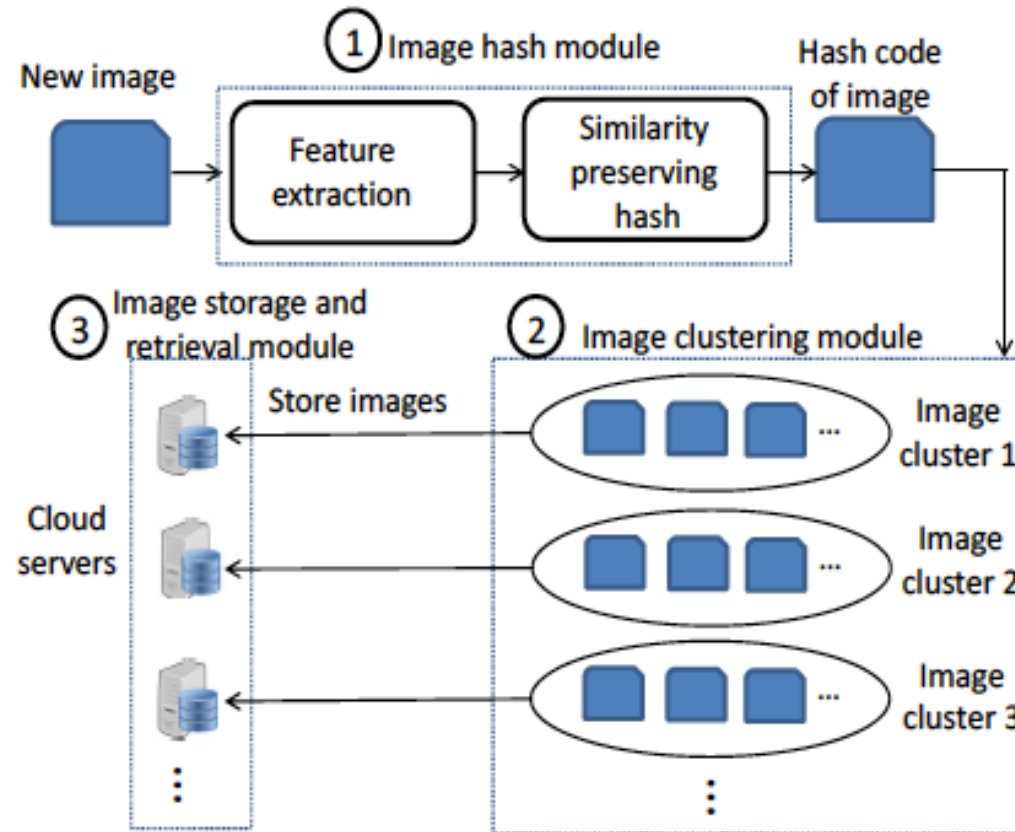 1 Image hash module
New image
Feature
extraction
Similarity
preserving
hash
Hash code
of image
3 Image storage and
retrieval module
2 Image clustering module
Store images
Cloud
servers
...
Image
cluster 1
...
Image
cluster 2
...
Image
cluster 3
...
...